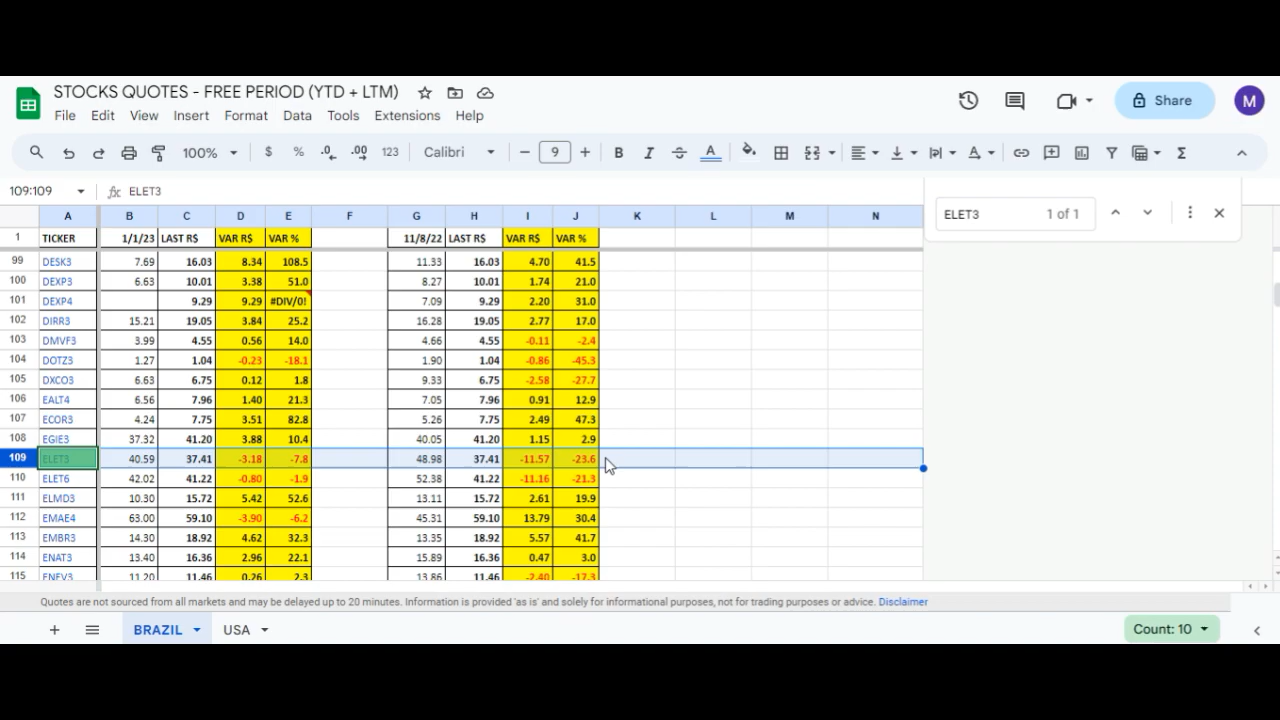 STOCKS QUOTES - FREE PERIOD (YTD + LTM)
File Edit View Insert Format Data Tools Extensions Help
Share M
100% $ % .0 .00 123 Calibri 9 B I A Σ
109:109 fx ELET3
ELET3 1 of 1
A B C D E F G H I J K L M N
1 TICKER 1/1/23 LAST R$ VAR R$ VAR % 11/8/22 LAST R$ VAR R$ VAR %
99 DESK3 7.69 16.03 8.34 108.5 11.33 16.03 4.70 41.5
100 DEXP3 6.63 10.01 3.38 51.0 8.27 10.01 1.74 21.0
101 DEXP4 9.29 9.29 #DIV/0! 7.09 9.29 2.20 31.0
102 DIRR3 15.21 19.05 3.84 25.2 16.28 19.05 2.77 17.0
103 DMVF3 3.99 4.55 0.56 14.0 4.66 4.55 -0.11 -2.4
104 DOTZ3 1.27 1.04 -0.23 -18.1 1.90 1.04 -0.86 -45.3
105 DXCO3 6.63 6.75 0.12 1.8 9.33 6.75 -2.58 -27.7
106 EALT4 6.56 7.96 1.40 21.3 7.05 7.96 0.91 12.9
107 ECOR3 4.24 7.75 3.51 82.8 5.26 7.75 2.49 47.3
108 EGIE3 37.32 41.20 3.88 10.4 40.05 41.20 1.15 2.9
109 ELET3 40.59 37.41 -3.18 -7.8 48.98 37.41 -11.57 -23.6
110 ELET6 42.02 41.22 -0.80 -1.9 52.38 41.22 -11.16 -21.3
111 ELMD3 10.30 15.72 5.42 52.6 13.11 15.72 2.61 19.9
112 EMAE4 63.00 59.10 -3.90 -6.2 45.31 59.10 13.79 30.4
113 EMBR3 14.30 18.92 4.62 32.3 13.35 18.92 5.57 41.7
114 ENAT3 13.40 16.36 2.96 22.1 15.89 16.36 0.47 3.0
115 ENEV3 11.20 11.46 0.26 2.3 13.86 11.46 -2.40 -17.3
Quotes are not sourced from all markets and may be delayed up to 20 minutes. Information is provided 'as is' and solely for informational purposes, not for trading purposes or advice. Disclaimer
BRAZIL USA Count: 10